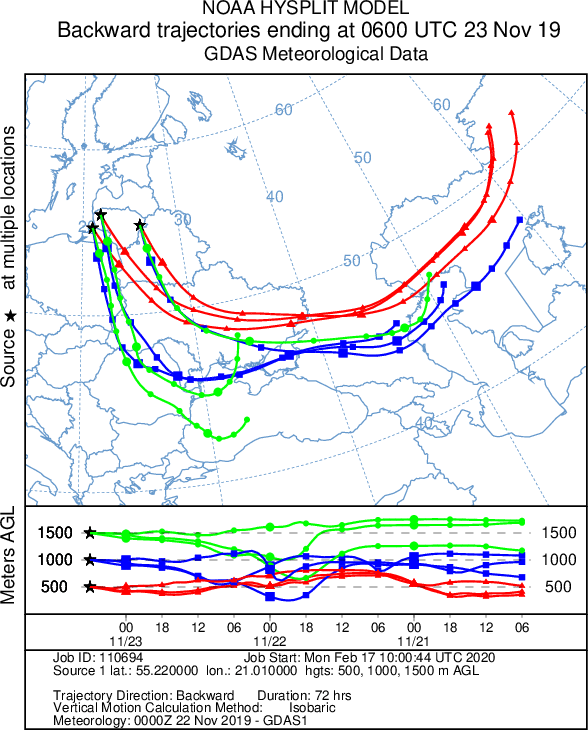 NOAA HYSPLIT MODEL
Backward trajectories ending at 0600 UTC 23 Nov 19
GDAS Meteorological Data
Source ★ at multiple locations
60
60
50
40
30
50
40
Meters AGL
1500 1500
1000 1000
500 500
00 18 12 06 00 18 12 06 00 18 12 06
11/23 11/22 11/21
Job ID: 110694 Job Start: Mon Feb 17 10:00:44 UTC 2020
Source 1 lat.: 55.220000 lon.: 21.010000 hgts: 500, 1000, 1500 m AGL
Trajectory Direction: Backward Duration: 72 hrs
Vertical Motion Calculation Method: Isobaric
Meteorology: 0000Z 22 Nov 2019 - GDAS1